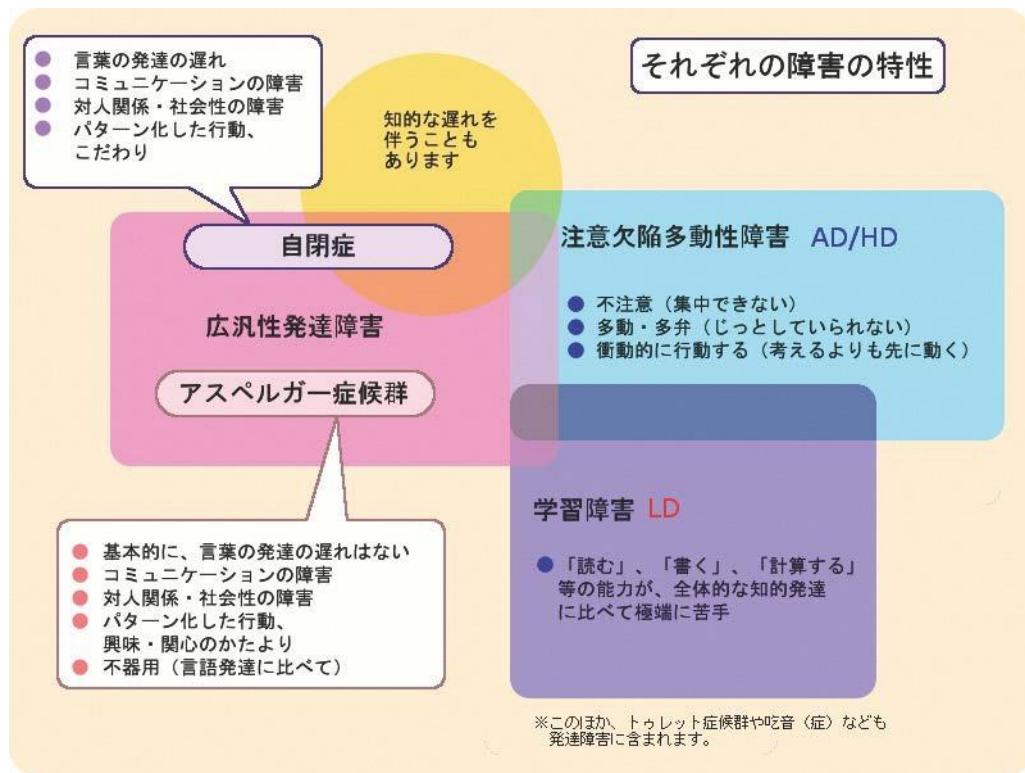 それぞれの障害の特性
● 言葉の発達の遅れ
● コミュニケーションの障害
● 対人関係・社会性の障害
● パターン化した行動、
こだわり
知的な遅れを
伴うことも
あります
自閉症
広汎性発達障害
アスペルガー症候群
注意欠陥多動性障害 AD/HD
● 不注意（集中できない）
● 多動・多弁（じっとしていられない）
● 衝動的に行動する（考えるよりも先に動く）
● 基本的に、言葉の発達の遅れはない
● コミュニケーションの障害
● 対人関係・社会性の障害
● パターン化した行動、
興味・関心のかたより
● 不器用（言語発達に比べて）
学習障害 LD
● 「読む」、「書く」、「計算する」
等の能力が、全体的な知的発達
に比べて極端に苦手
※このほか、トゥレット症候群や吃音（症）なども
発達障害に含まれます。